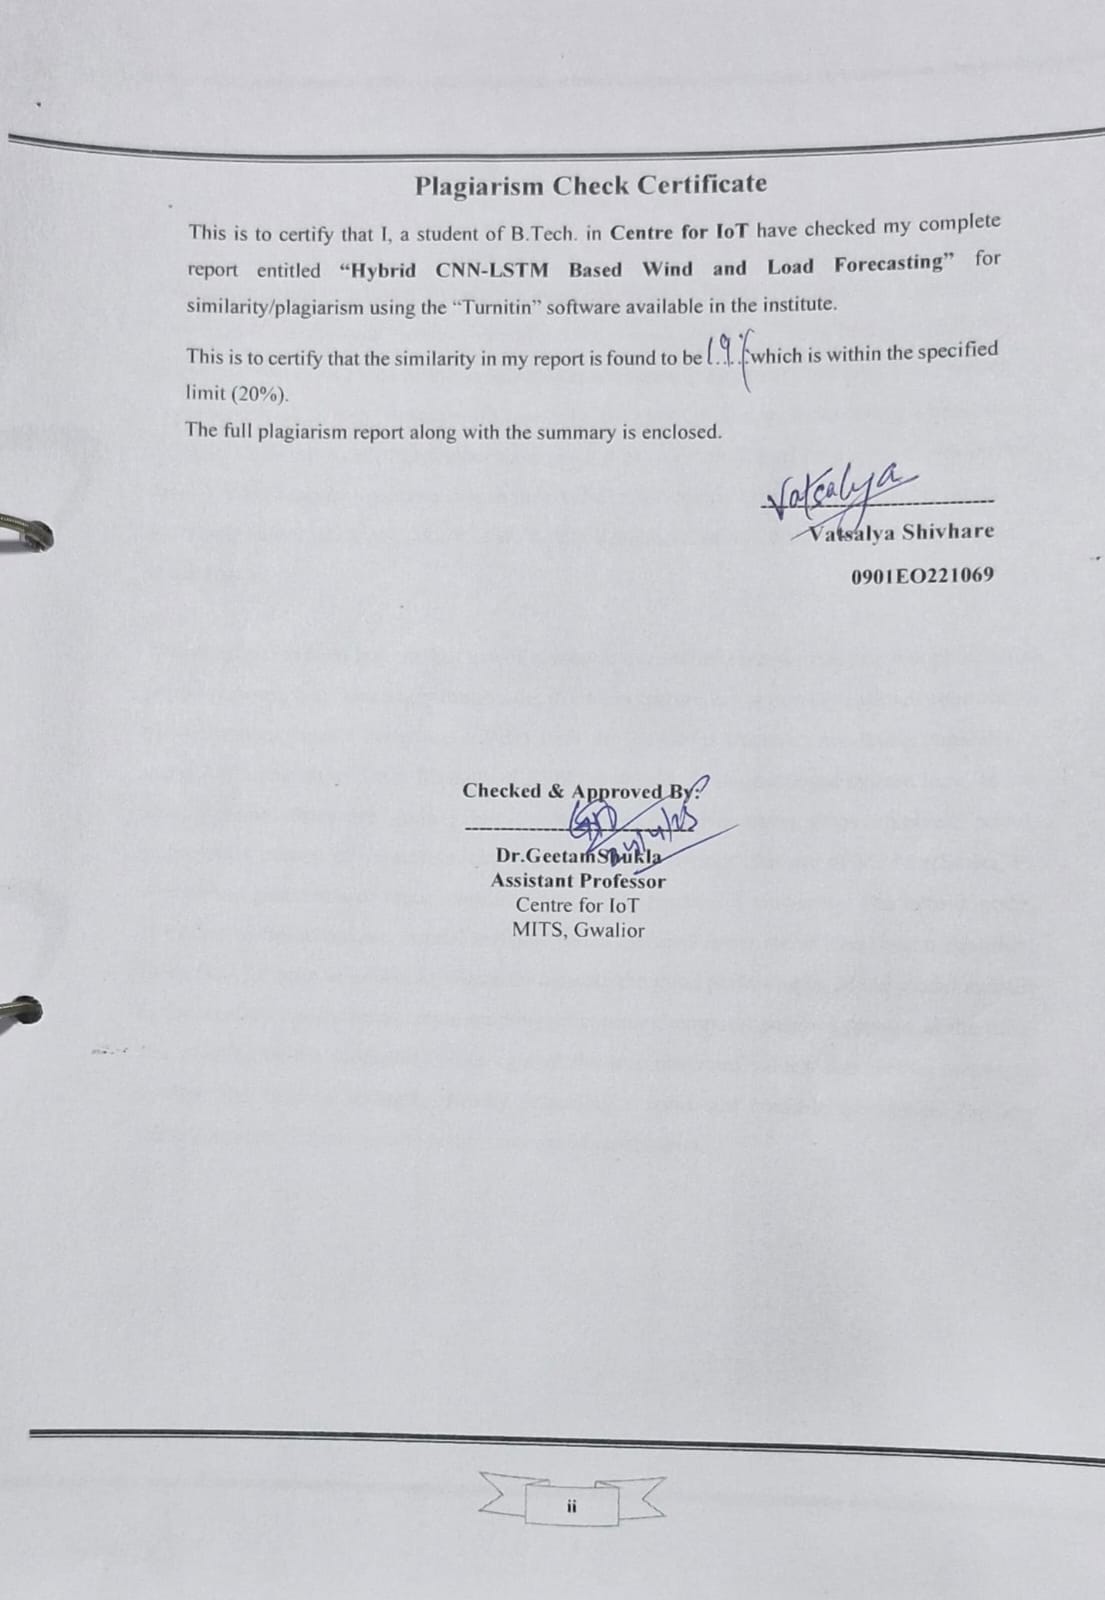 Plagiarism Check Certificate
This is to certify that I, a student of B.Tech. in Centre for IoT have checked my complete
report entitled “Hybrid CNN-LSTM Based Wind and Load Forecasting” for
similarity/plagiarism using the “Turnitin” software available in the institute.
This is to certify that the similarity in my report is found to be 19% which is within the specified
limit (20%).
The full plagiarism report along with the summary is enclosed.
Vatsalya
Vatsalya Shivhare
0901EO221069
Checked & Approved By:
Dr.Geetam Shukla
Assistant Professor
Centre for IoT
MITS, Gwalior
ii